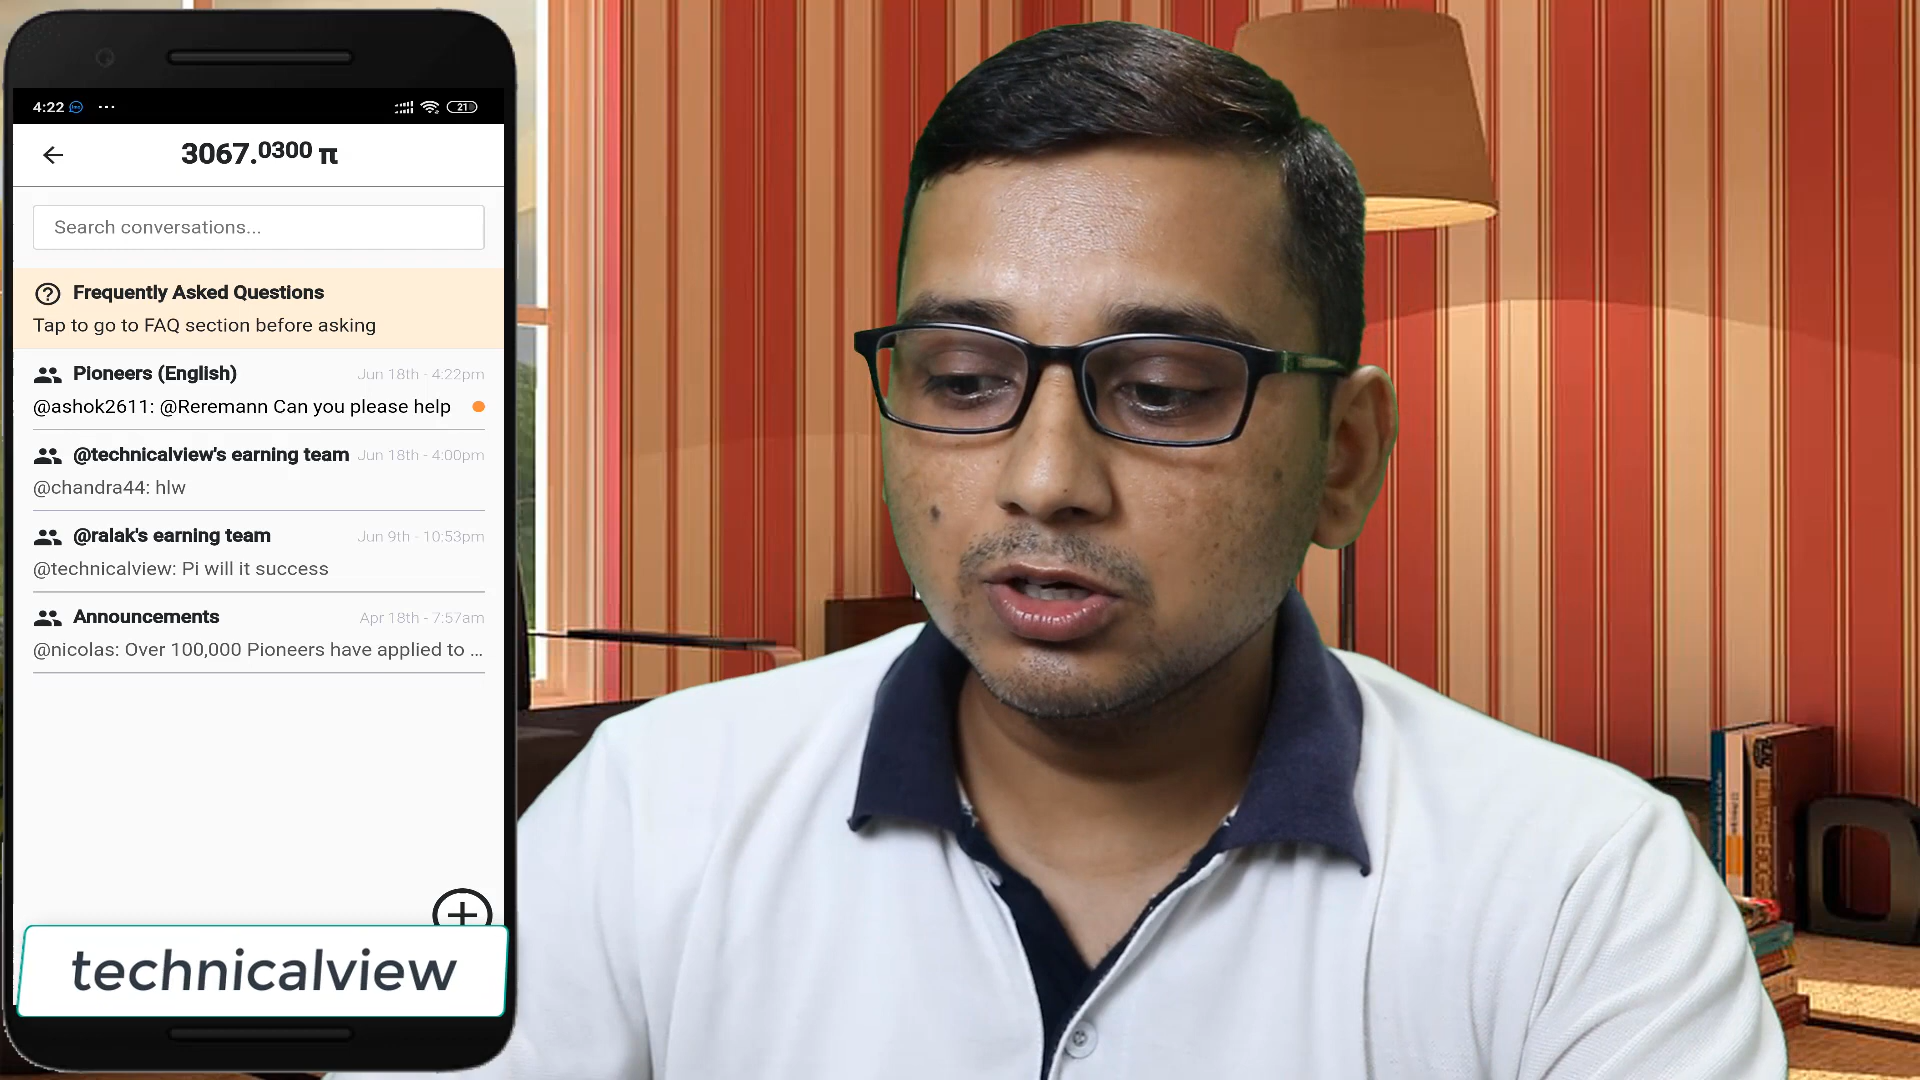 4:22 ... 21
3067.0300 π
Search conversations...
Frequently Asked Questions
Tap to go to FAQ section before asking
Pioneers (English) Jun 18th - 4:22pm
@ashok2611: @Reremann Can you please help
@technicalview's earning team Jun 18th - 4:00pm
@chandra44: hlw
@ralak's earning team Jun 9th - 10:53pm
@technicalview: Pi will it success
Announcements Apr 18th - 7:57am
@nicolas: Over 100,000 Pioneers have applied to ...
technicalview